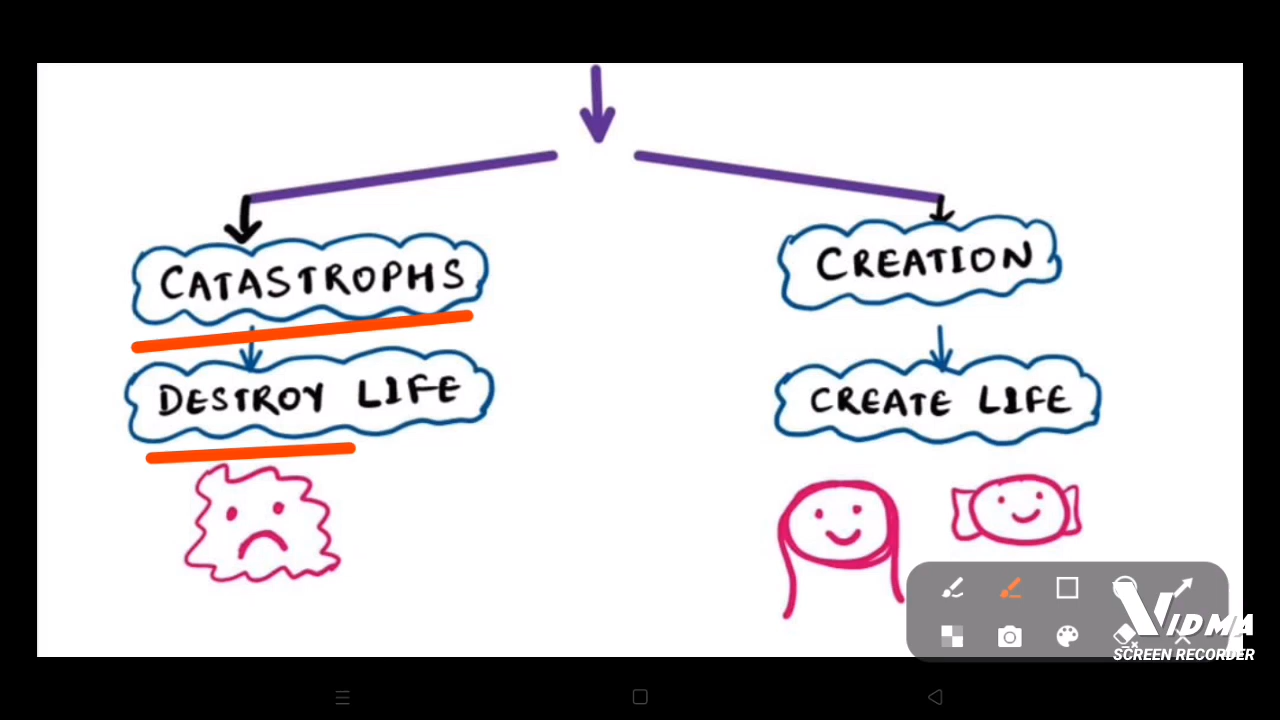 CATASTROPHS
CREATION
DESTROY LIFE
CREATE LIFE
VIDMA
SCREEN RECORDER